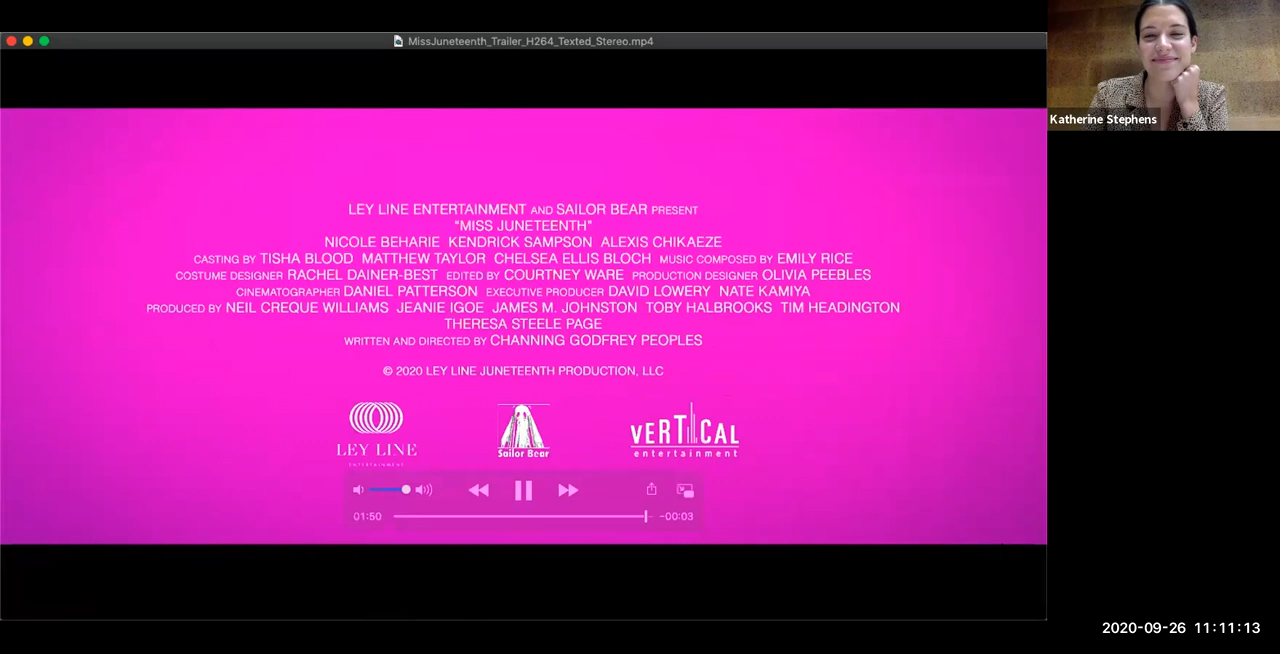 MissJuneteenth_Trailer_H264_Texted_Stereo.mp4
Katherine Stephens
LEY LINE ENTERTAINMENT AND SAILOR BEAR PRESENT
"MISS JUNETEENTH"
NICOLE BEHARIE KENDRICK SAMPSON ALEXIS CHIKAEZE
CASTING BY TISHA BLOOD MATTHEW TAYLOR CHELSEA ELLIS BLOCH MUSIC COMPOSED BY EMILY RICE
COSTUME DESIGNER RACHEL DAINER-BEST EDITED BY COURTNEY WARE PRODUCTION DESIGNER OLIVIA PEEBLES
CINEMATOGRAPHER DANIEL PATTERSON EXECUTIVE PRODUCER DAVID LOWERY NATE KAMIYA
PRODUCED BY NEIL CREQUE WILLIAMS JEANIE IGOE JAMES M. JOHNSTON TOBY HALBROOKS TIM HEADINGTON
THERESA STEELE PAGE
WRITTEN AND DIRECTED BY CHANNING GODFREY PEOPLES
© 2020 LEY LINE JUNETEENTH PRODUCTION, LLC
LEY LINE
ENTERTAINMENT
Sailor Bear
VERTICAL
entertainment
01:50
-00:03
2020-09-26 11:11:13